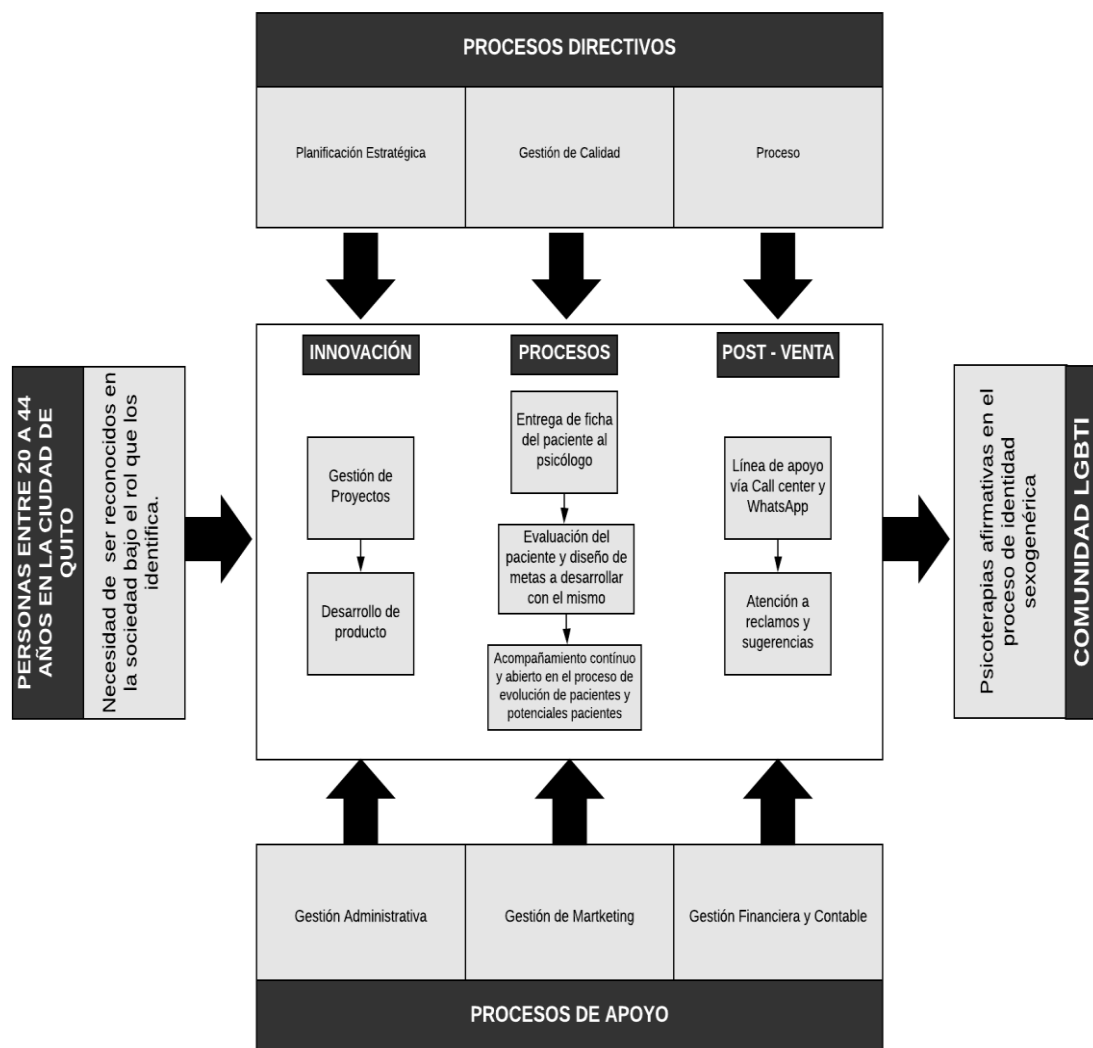 PROCESOS DIRECTIVOS
Planificación Estratégica
Gestión de Calidad
Proceso
PERSONAS ENTRE 20 A 44
AÑOS EN LA CIUDAD DE
QUITO
Necesidad de ser reconocidos en
la sociedad bajo el rol que los
identifica.
INNOVACIÓN
Gestión de
Proyectos
Desarrollo de
producto
PROCESOS
Entrega de ficha
del paciente al
psicólogo
Evaluación del
paciente y diseño de
metas a desarrollar
con el mismo
Acompañamiento contínuo
y abierto en el proceso de
evolución de pacientes y
potenciales pacientes
POST - VENTA
Línea de apoyo
vía Call center y
WhatsApp
Atención a
reclamos y
sugerencias
Psicoterapias afirmativas en el
proceso de identidad
sexogenérica
COMUNIDAD LGBTI
Gestión Administrativa
Gestión de Martketing
Gestión Financiera y Contable
PROCESOS DE APOYO